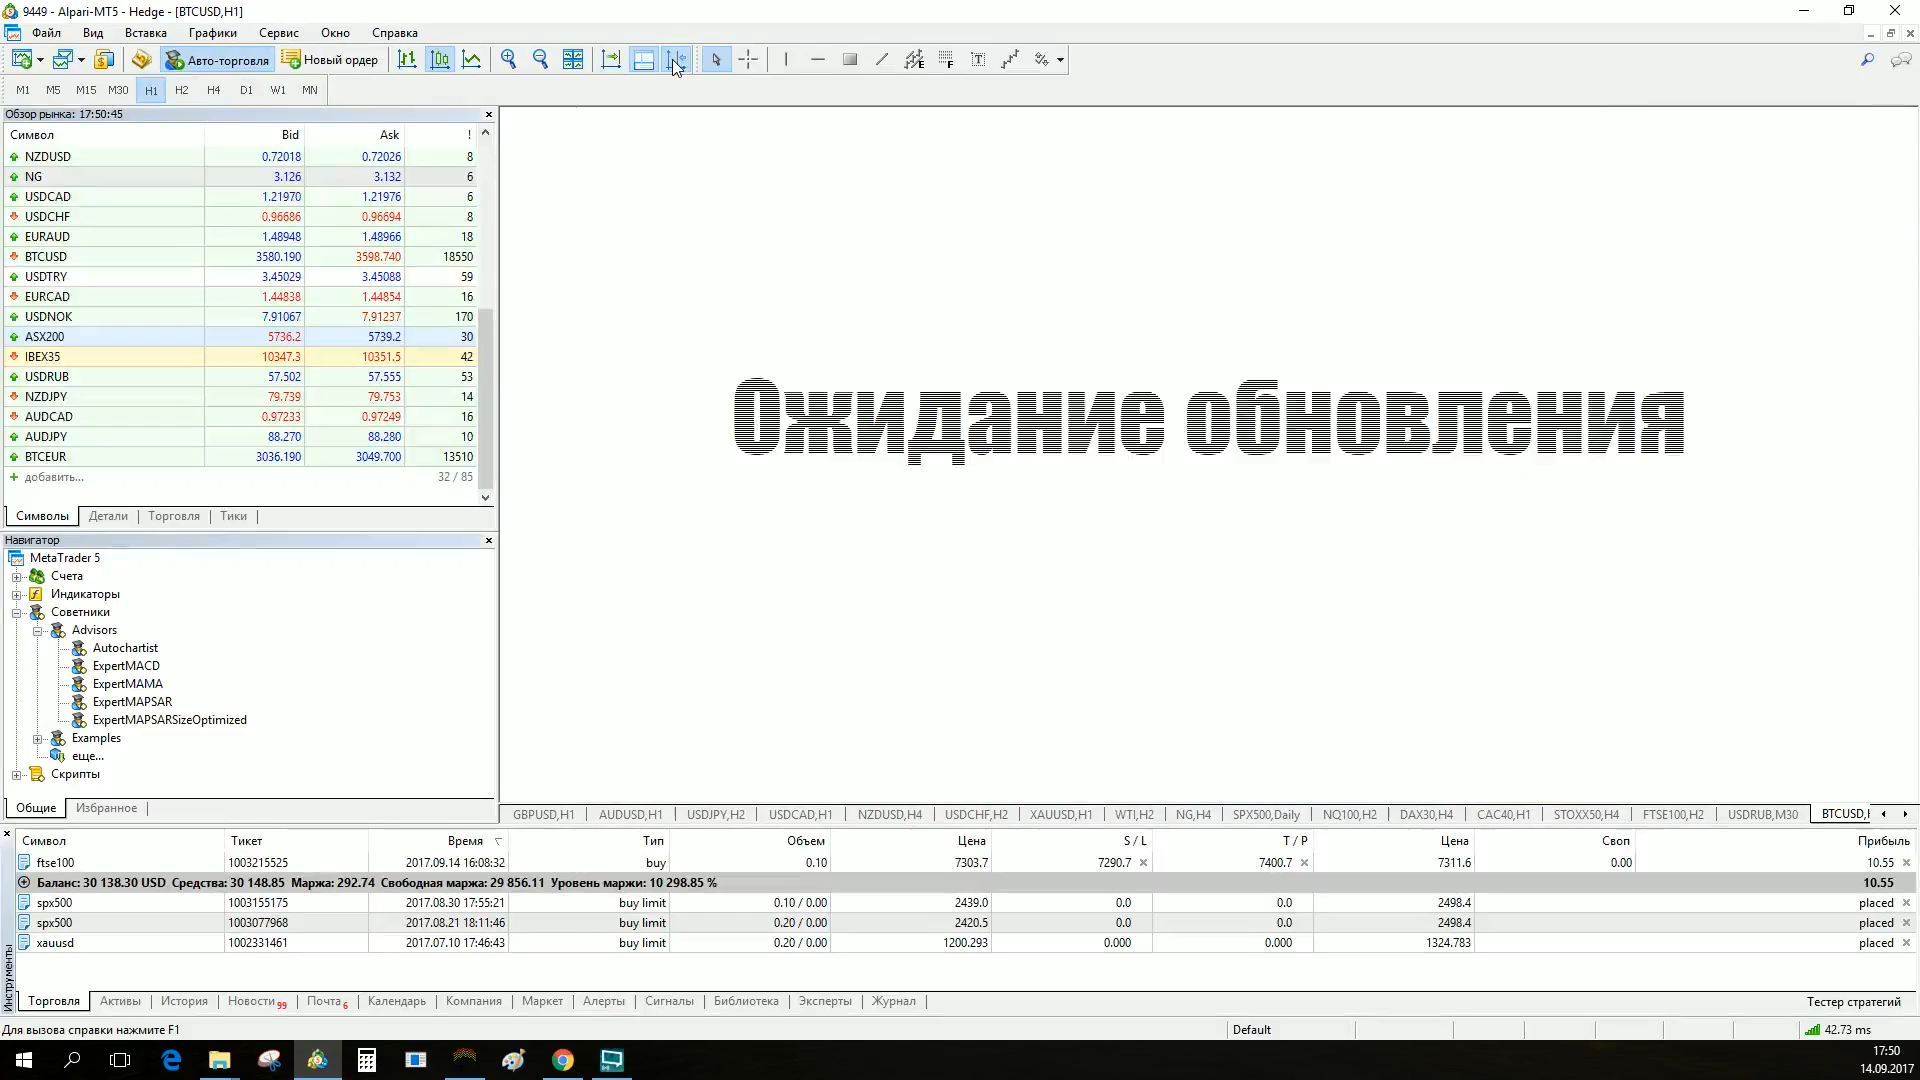 9449 - Alpari-MT5 - Hedge - [BTCUSD,H1]
Файл Вид Вставка Графики Сервис Окно Справка
Авто-торговля Новый ордер
M1 M5 M15 M30 H1 H2 H4 D1 W1 MN
Обзор рынка: 17:50:45
Символ Bid Ask !
NZDUSD 0.72018 0.72026 8
NG 3.126 3.132 6
USDCAD 1.21970 1.21976 6
USDCHF 0.96686 0.96694 8
EURAUD 1.48948 1.48966 18
BTCUSD 3580.190 3598.740 18550
USDTRY 3.45029 3.45088 59
EURCAD 1.44838 1.44854 16
USDNOK 7.91067 7.91237 170
ASX200 5736.2 5739.2 30
IBEX35 10347.3 10351.5 42
USDRUB 57.502 57.555 53
NZDJPY 79.739 79.753 14
AUDCAD 0.97233 0.97249 16
AUDJPY 88.270 88.280 10
BTCEUR 3036.190 3049.700 13510
добавить... 32 / 85
Символы Детали Торговля Тики
Ожидание обновления
Навигатор
MetaTrader 5
Счета
Индикаторы
Советники
Advisors
Autochartist
ExpertMACD
ExpertMAMA
ExpertMAPSAR
ExpertMAPSARSizeOptimized
Examples
еще...
Скрипты
Общие Избранное
GBPUSD,H1 AUDUSD,H1 USDJPY,H2 USDCAD,H1 NZDUSD,H4 USDCHF,H2 XAUUSD,H1 WTI,H2 NG,H4 SPX500,Daily NQ100,H2 DAX30,H4 CAC40,H1 STOXX50,H4 FTSE100,H2 USDRUB,M30 BTCUSD,H
Символ Тикет Время Тип Объем Цена S / L T / P Цена Своп Прибыль
ftse100 1003215525 2017.09.14 16:08:32 buy 0.10 7303.7 7290.7 7400.7 7311.6 0.00 10.55
Баланс: 30 138.30 USD Средства: 30 148.85 Маржа: 292.74 Свободная маржа: 29 856.11 Уровень маржи: 10 298.85 % 10.55
spx500 1003155175 2017.08.30 17:55:21 buy limit 0.10 / 0.00 2439.0 0.0 0.0 2498.4 placed
spx500 1003077968 2017.08.21 18:11:46 buy limit 0.20 / 0.00 2420.5 0.0 0.0 2498.4 placed
xauusd 1002331461 2017.07.10 17:46:43 buy limit 0.20 / 0.00 1200.293 0.000 0.000 1324.783 placed
Инструменты
Торговля Активы История Новости 99 Почта 6 Календарь Компания Маркет Алерты Сигналы Библиотека Эксперты Журнал Тестер стратегий
Для вызова справки нажмите F1 Default 42.73 ms
17:50
14.09.2017